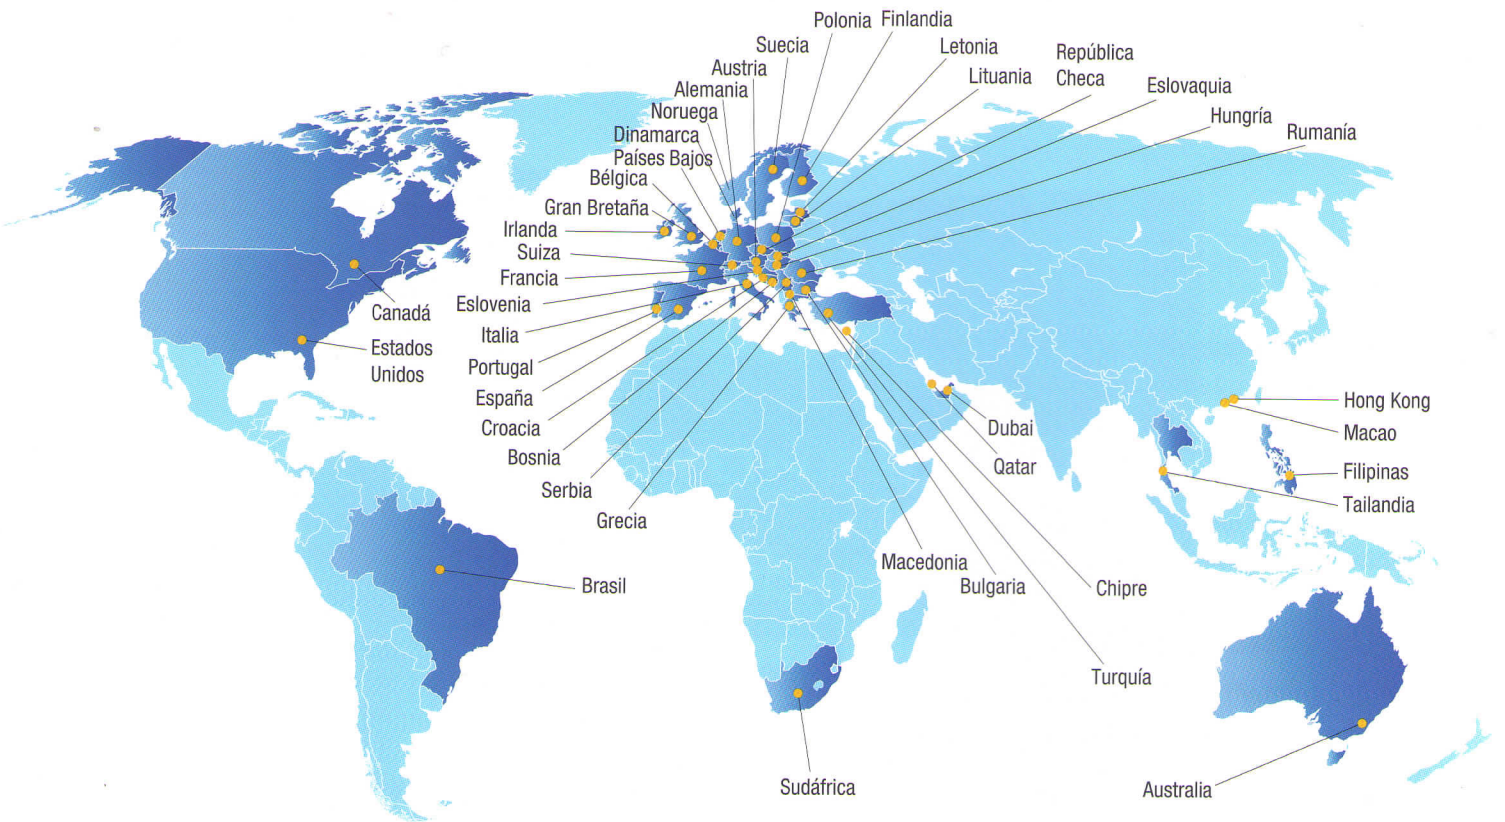 Polonia
Finlandia
Suecia
Letonia
República
Checa
Austria
Lituania
Eslovaquia
Alemania
Noruega
Hungría
Dinamarca
Rumanía
Países Bajos
Bélgica
Gran Bretaña
Irlanda
Suiza
Francia
Eslovenia
Canadá
Italia
Estados
Unidos
Portugal
España
Croacia
Bosnia
Serbia
Grecia
Dubai
Qatar
Hong Kong
Macao
Filipinas
Tailandia
Macedonia
Bulgaria
Chipre
Brasil
Turquía
Sudáfrica
Australia